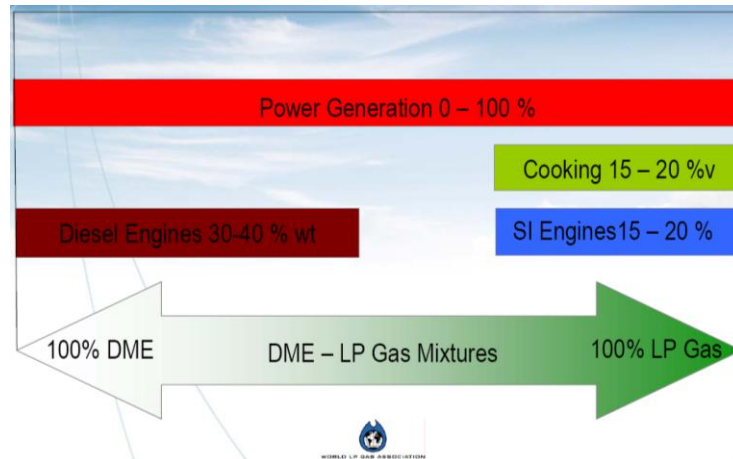 Power Generation 0 – 100 %
Cooking 15 – 20 %v
Diesel Engines 30-40 % wt
SI Engines15 – 20 %
100% DME
DME – LP Gas Mixtures
100% LP Gas
WORLD LP GAS ASSOCIATION